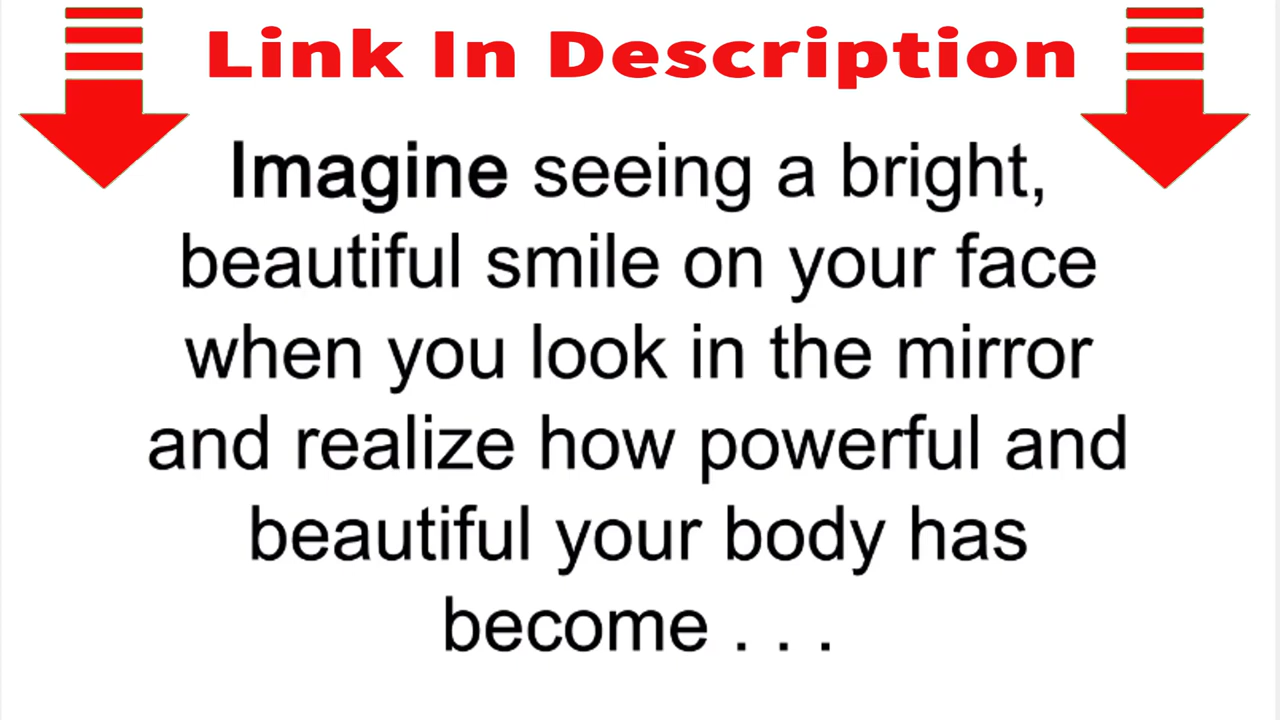 Link In Description
Imagine seeing a bright,
beautiful smile on your face
when you look in the mirror
and realize how powerful and
beautiful your body has
become . . .